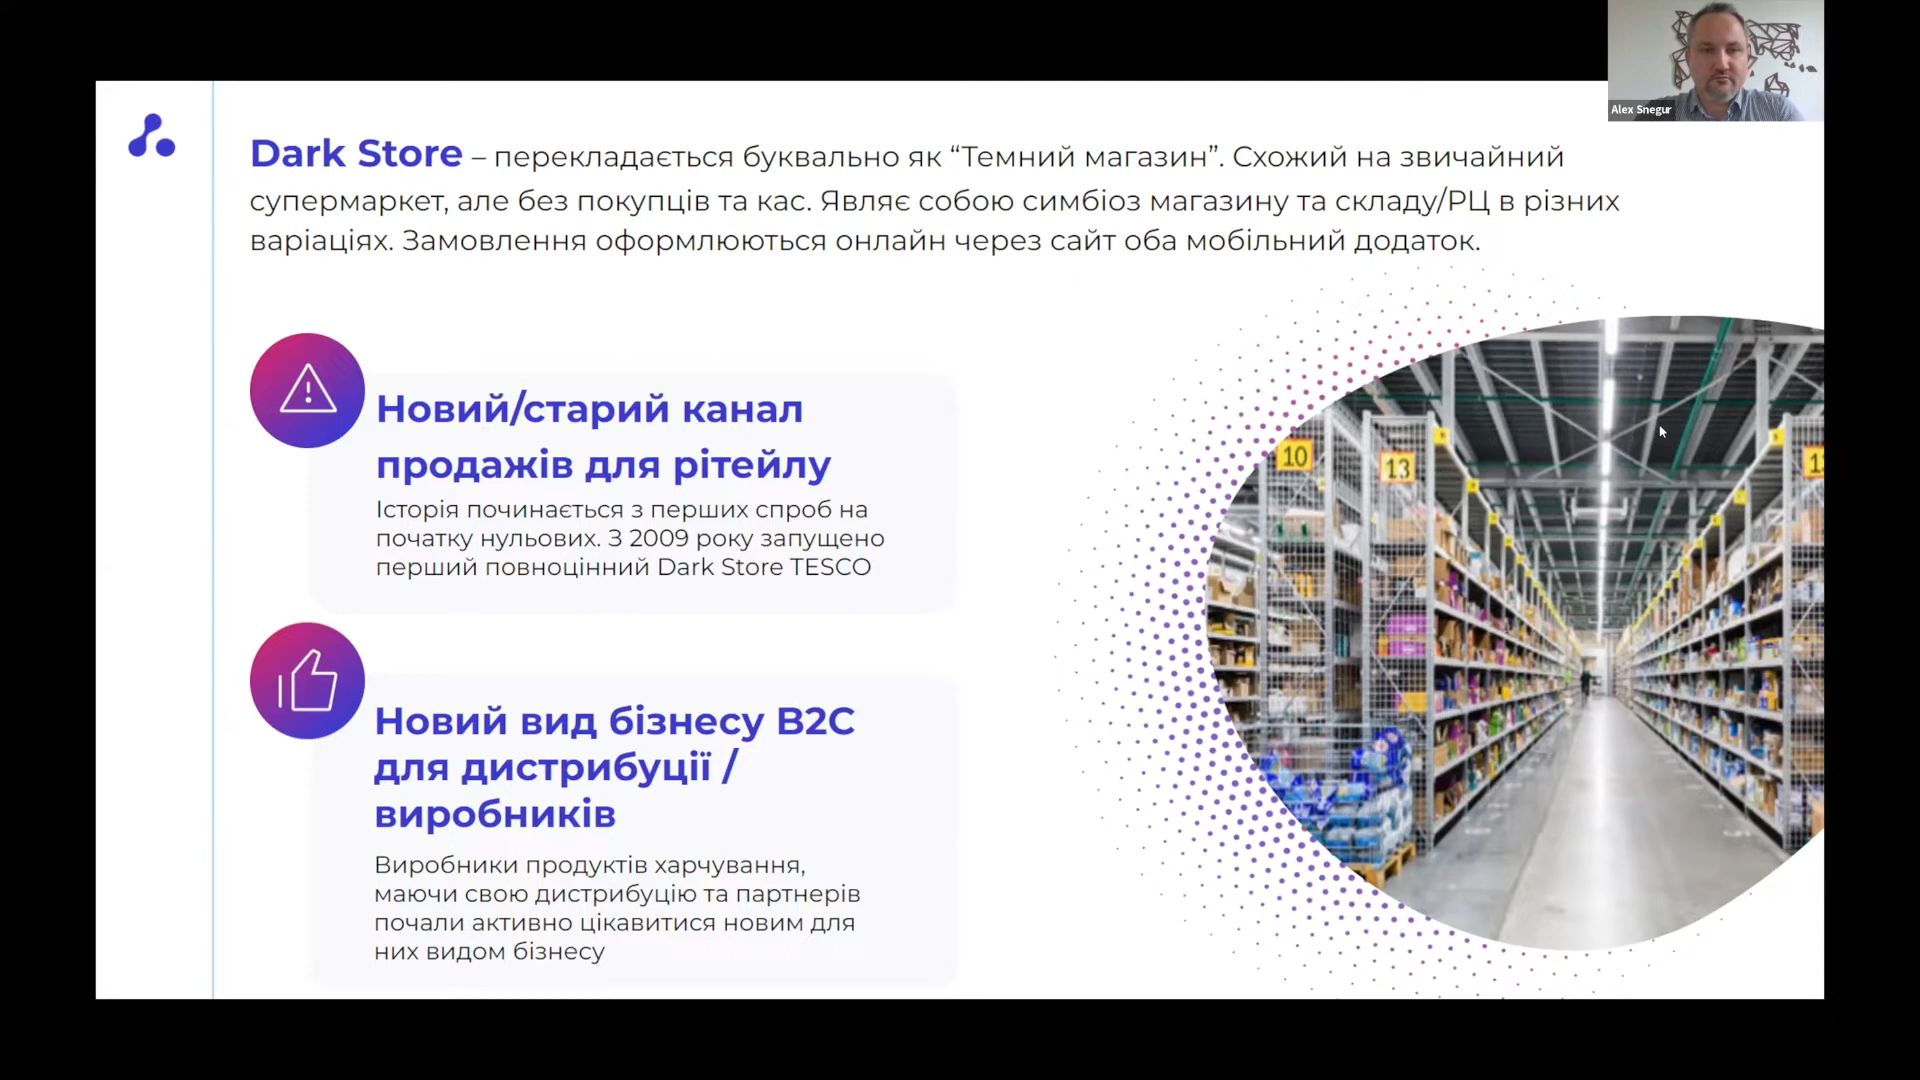 Alex Snegur
Dark Store – перекладається буквально як “Темний магазин”. Схожий на звичайний
супермаркет, але без покупців та кас. Являє собою симбіоз магазину та складу/РЦ в різних
варіаціях. Замовлення оформлюються онлайн через сайт оба мобільний додаток.
Новий/старий канал
продажів для рітейлу
Історія починається з перших спроб на
початку нульових. З 2009 року запущено
перший повноцінний Dark Store TESCO
Новий вид бізнесу B2C
для дистрибуції /
виробників
Виробники продуктів харчування,
маючи свою дистрибуцію та партнерів
почали активно цікавитися новим для
них видом бізнесу
10
13